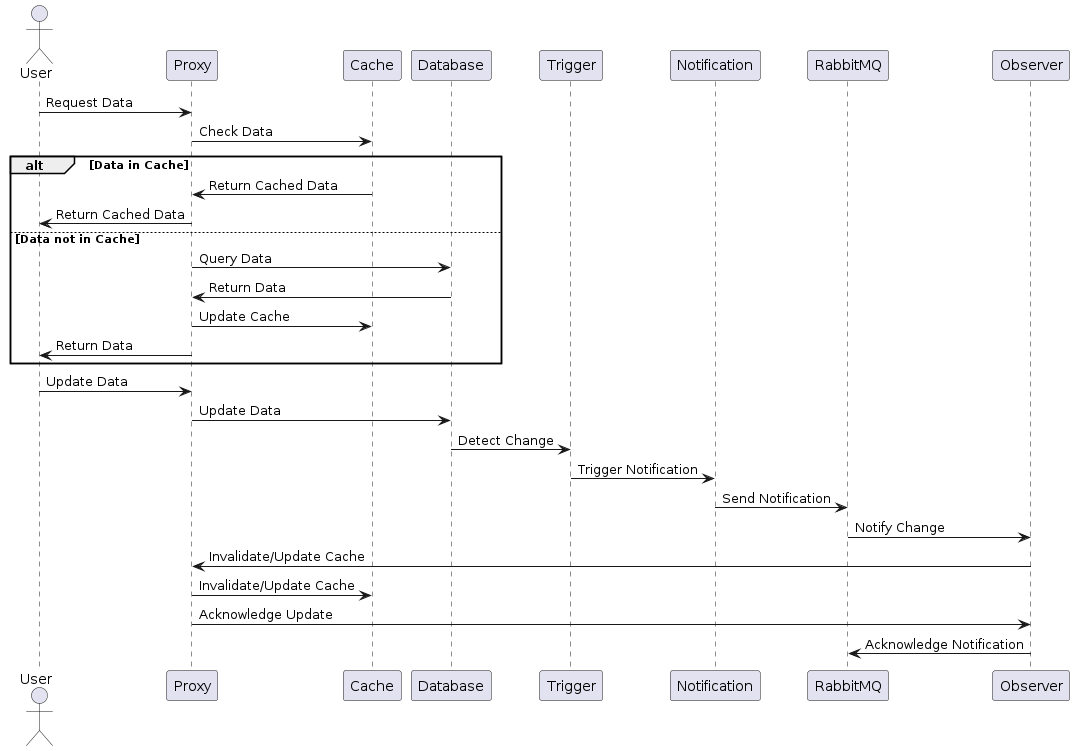 User
Proxy
Cache
Database
Trigger
Notification
RabbitMQ
Observer
Request Data
Check Data
alt
[Data in Cache]
Return Cached Data
Return Cached Data
[Data not in Cache]
Query Data
Return Data
Update Cache
Return Data
Update Data
Update Data
Detect Change
Trigger Notification
Send Notification
Notify Change
Invalidate/Update Cache
Invalidate/Update Cache
Acknowledge Update
Acknowledge Notification
User
Proxy
Cache
Database
Trigger
Notification
RabbitMQ
Observer